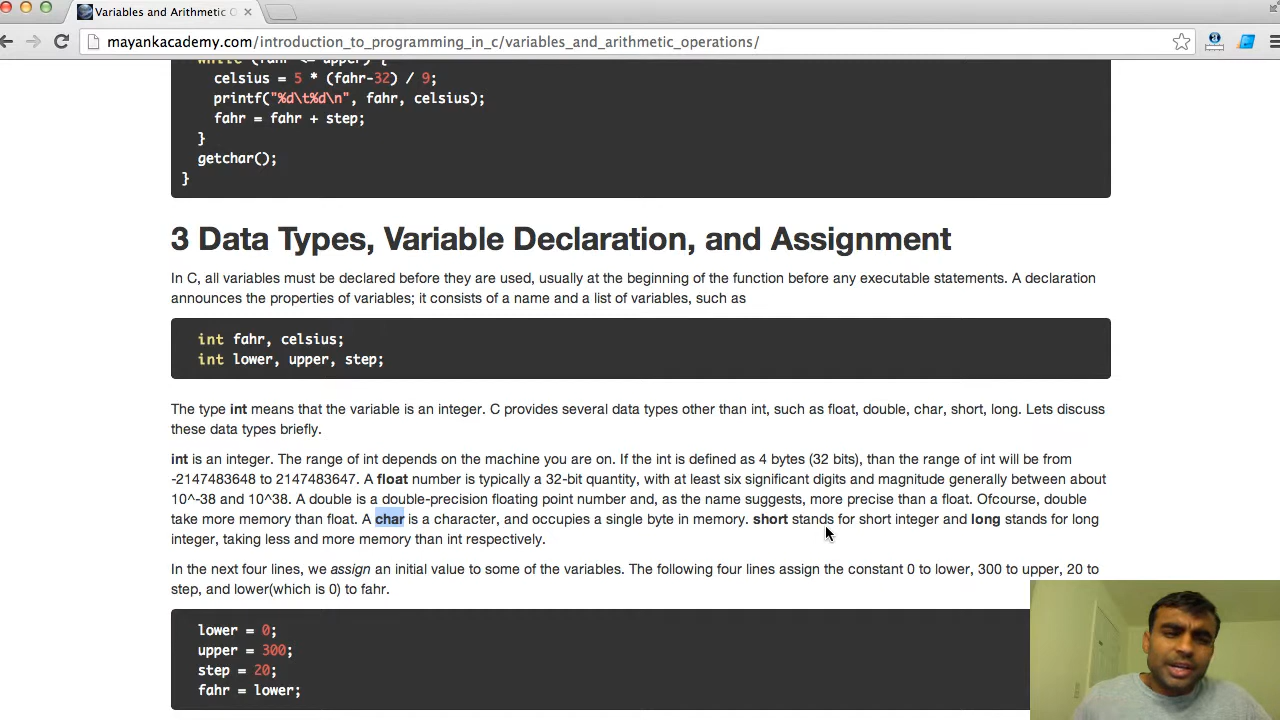 Variables and Arithmetic O
mayankacademy.com/introduction_to_programming_in_c/variables_and_arithmetic_operations/
while (fahr <= upper) {
celsius = 5 * (fahr-32) / 9;
printf("%d\t%d\n", fahr, celsius);
fahr = fahr + step;
}
getchar();
}
3 Data Types, Variable Declaration, and Assignment
In C, all variables must be declared before they are used, usually at the beginning of the function before any executable statements. A declaration
announces the properties of variables; it consists of a name and a list of variables, such as
int fahr, celsius;
int lower, upper, step;
The type int means that the variable is an integer. C provides several data types other than int, such as float, double, char, short, long. Lets discuss
these data types briefly.
int is an integer. The range of int depends on the machine you are on. If the int is defined as 4 bytes (32 bits), than the range of int will be from
-2147483648 to 2147483647. A float number is typically a 32-bit quantity, with at least six significant digits and magnitude generally between about
10^-38 and 10^38. A double is a double-precision floating point number and, as the name suggests, more precise than a float. Ofcourse, double
take more memory than float. A char is a character, and occupies a single byte in memory. short stands for short integer and long stands for long
integer, taking less and more memory than int respectively.
In the next four lines, we assign an initial value to some of the variables. The following four lines assign the constant 0 to lower, 300 to upper, 20 to
step, and lower(which is 0) to fahr.
lower = 0;
upper = 300;
step = 20;
fahr = lower;